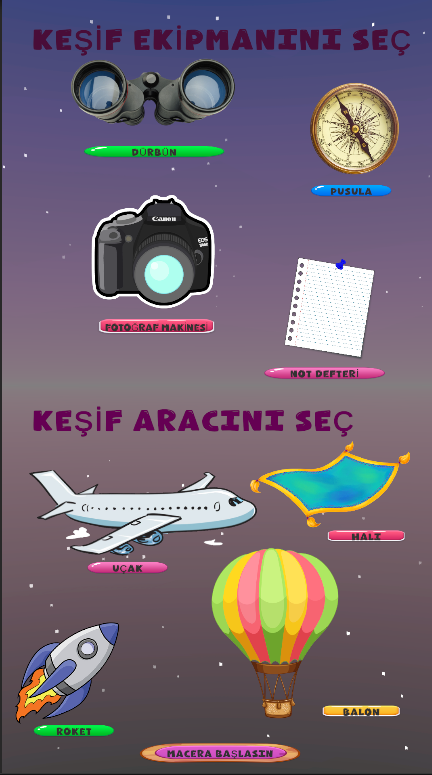 KEŞİF EKİPMANINI SEÇ
DÜRBÜN
PUSULA
Canon
EOS
FOTOĞRAF MAKİNESİ
NOT DEFTERİ
KEŞİF ARACINI SEÇ
HALI
UÇAK
BALON
ROKET
MACERA BAŞLASIN